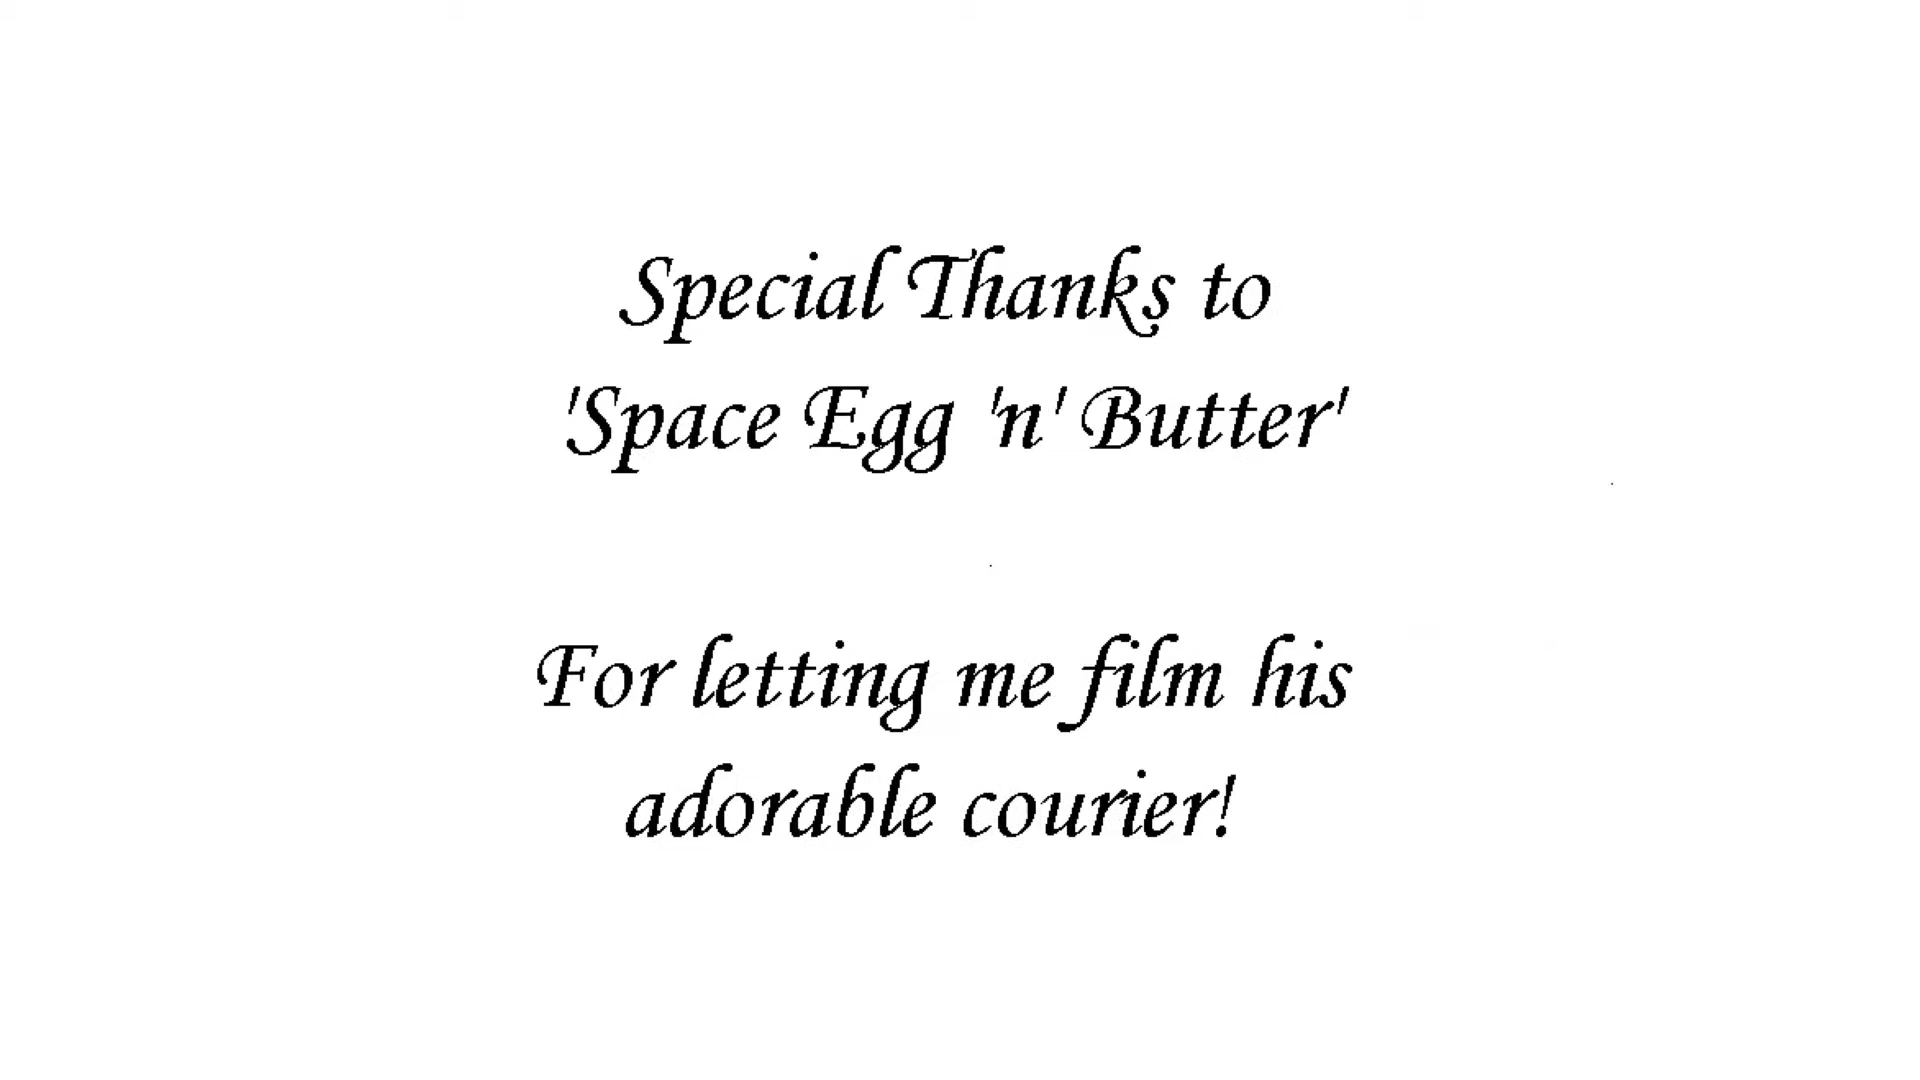 Special Thanks to
'Space Egg 'n' Butter'
For letting me film his
adorable courier!